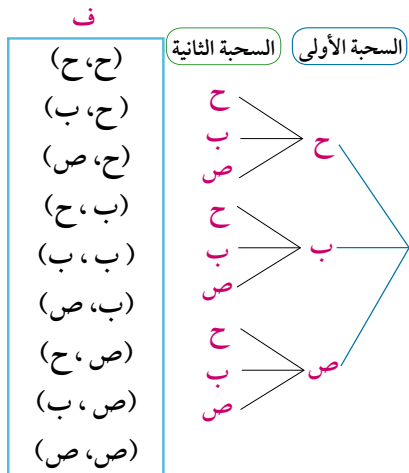 السحبة الأولى
السحبة الثانية
ف
ح
ب
ص
ح
ب
ص
ح
ب
ص
ح
ب
ص
(ح، ح)
(ح، ب)
(ح، ص)
(ب، ح)
(ب، ب)
(ب، ص)
(ص، ح)
(ص، ب)
(ص، ص)